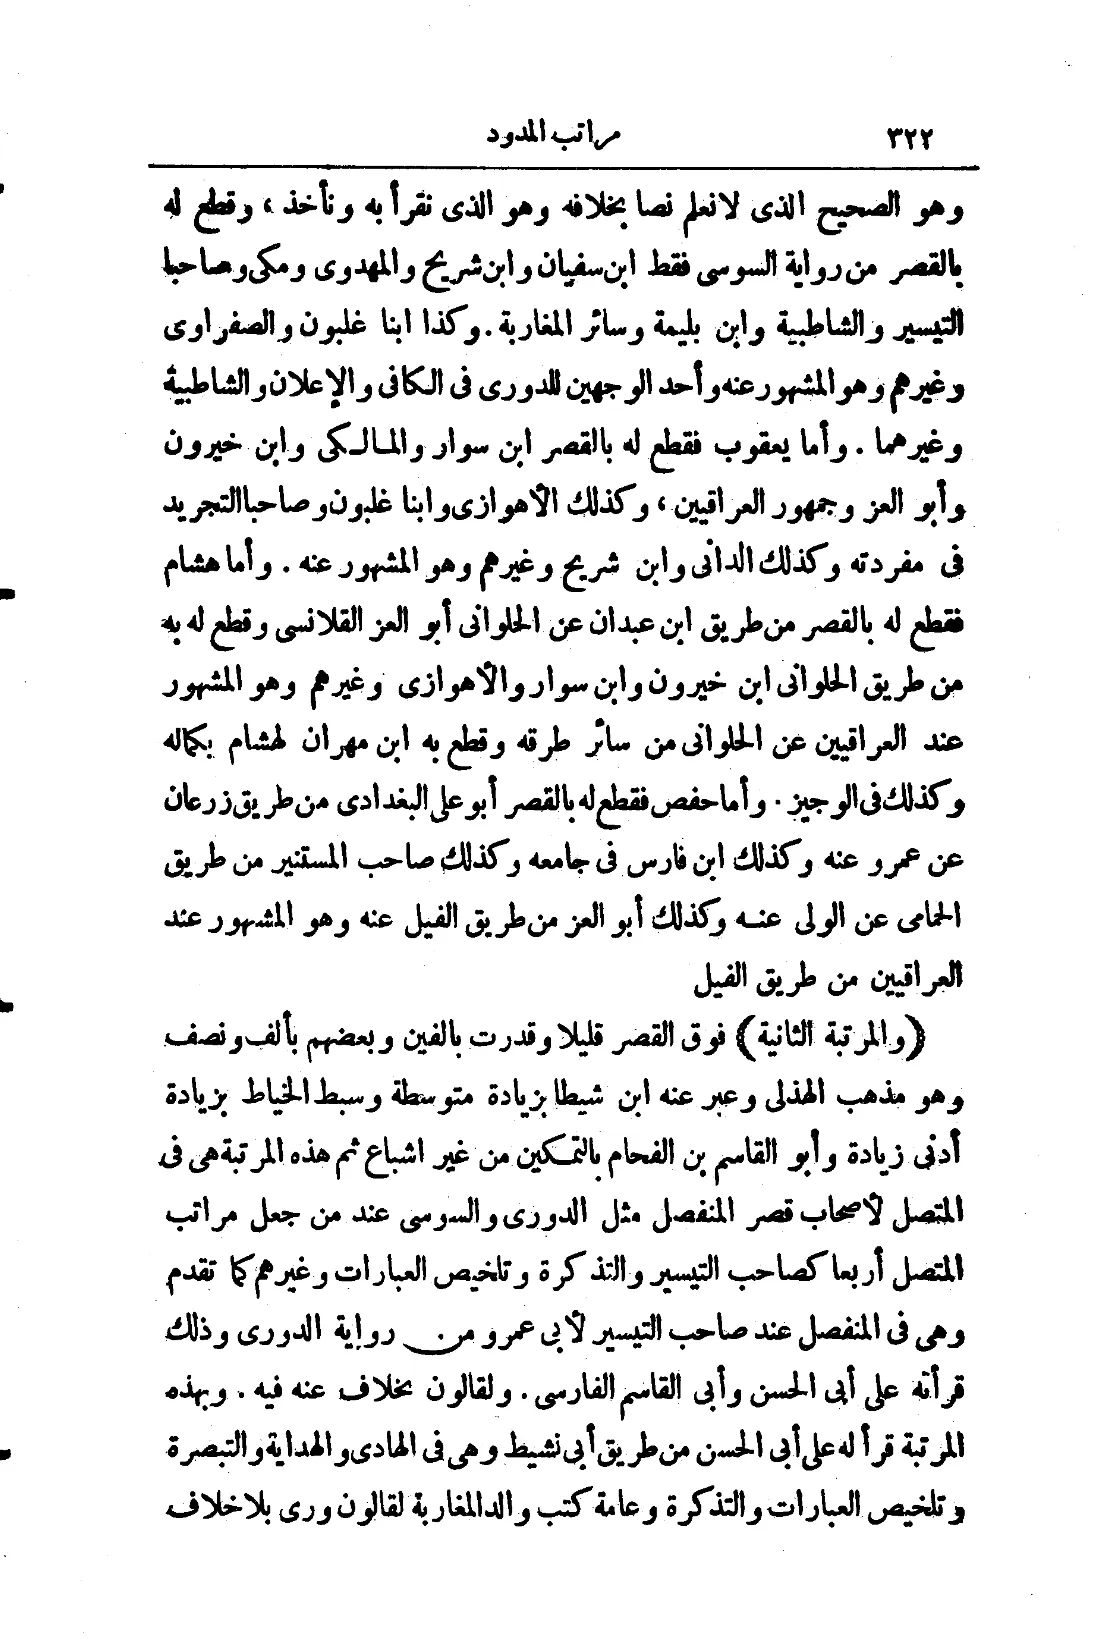 ٣٢٢ مراتب المدود
وهو الصحيح الذى لانعلم نصا بخلافه وهو الذى نقرأ به ونأخذ ، وقطع له
بالقصر من رواية السوسى فقط ابن سفيان وابن شريح والمهدوى ومكى وصاحبا
التيسير والشاطبية وابن بليمة وسائر المغاربة . وكذا ابنا غلبون والصفراوى
وغيرهم وهو المشهور عنه وأحد الوجهين للدورى فى الكافى والإعلان والشاطبية
وغيرهما . وأما يعقوب فقطع له بالقصر ابن سوار والمالكى وابن خيرون
وأبو العز وجمهور العراقيين ، وكذلك الأهوازى وابنا غلبون وصاحبا التجريد
فى مفردته وكذلك الدانى وابن شريح وغيرهم وهو المشهور عنه . وأما هشام
فقطع له بالقصر من طريق ابن عبدان عن الحلوانى أبو العز القلانسى وقطع له به
من طريق الحلوانى ابن خيرون وابن سوار والأهوازى وغيرهم وهو المشهور
عند العراقيين عن الحلوانى من سائر طرقه وقطع به ابن مهران لهشام بكماله
وكذلك فى الوجيز . وأما حفص فقطع له بالقصر أبو على البغدادى من طريق زرعان
عن عمرو عنه وكذلك ابن فارس فى جامعه وكذلك صاحب المستنير من طريق
الحمامى عن الولى عنه وكذلك أبو العز من طريق الفيل عنه وهو المشهور عند
العراقيين من طريق الفيل
(والمرتبة الثانية) فوق القصر قليلا وقدرت بالفين وبعضهم بألف ونصف
وهو مذهب الهذلى وعبر عنه ابن شيطا بزيادة متوسطة وسبط الخياط بزيادة
أدنى زيادة وأبو القاسم بن الفحام بالتمكين من غير اشباع ثم هذه المرتبة هى فى
المتصل لأصحاب قصر المنفصل مثل الدورى والسوسى عند من جعل مراتب
المتصل أربعا كصاحب التيسير والتذكرة وتلخيص العبارات وغيرهم كما تقدم
وهى فى المنفصل عند صاحب التيسير لأبى عمرو من رواية الدورى وذلك
قرأته على أبى الحسن وأبى القاسم الفارسى . ولقالون بخلاف عنه فيه . وبهذه
المرتبة قرأ له على أبى الحسن من طريق أبى نشيط وهى فى الهادى والهداية والتبصرة
وتلخيص العبارات والتذكرة وعامة كتب والدالمغاربة لقالون ورى بلا خلاف